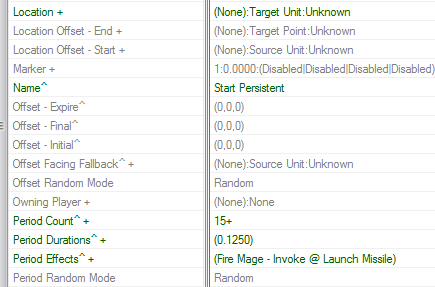 Location + (None):Target Unit:Unknown
Location Offset - End + (None):Target Point:Unknown
Location Offset - Start + (None):Source Unit:Unknown
Marker + 1:0.0000:(Disabled|Disabled|Disabled|Disabled)
Name^ Start Persistent
Offset - Expire^ (0,0,0)
Offset - Final^ (0,0,0)
Offset - Initial^ (0,0,0)
Offset Facing Fallback^ + (None):Source Unit:Unknown
Offset Random Mode Random
Owning Player + (None):None
Period Count^ + 15+
Period Durations^ + (0.1250)
Period Effects^ + (Fire Mage - Invoke @ Launch Missile)
Period Random Mode Random